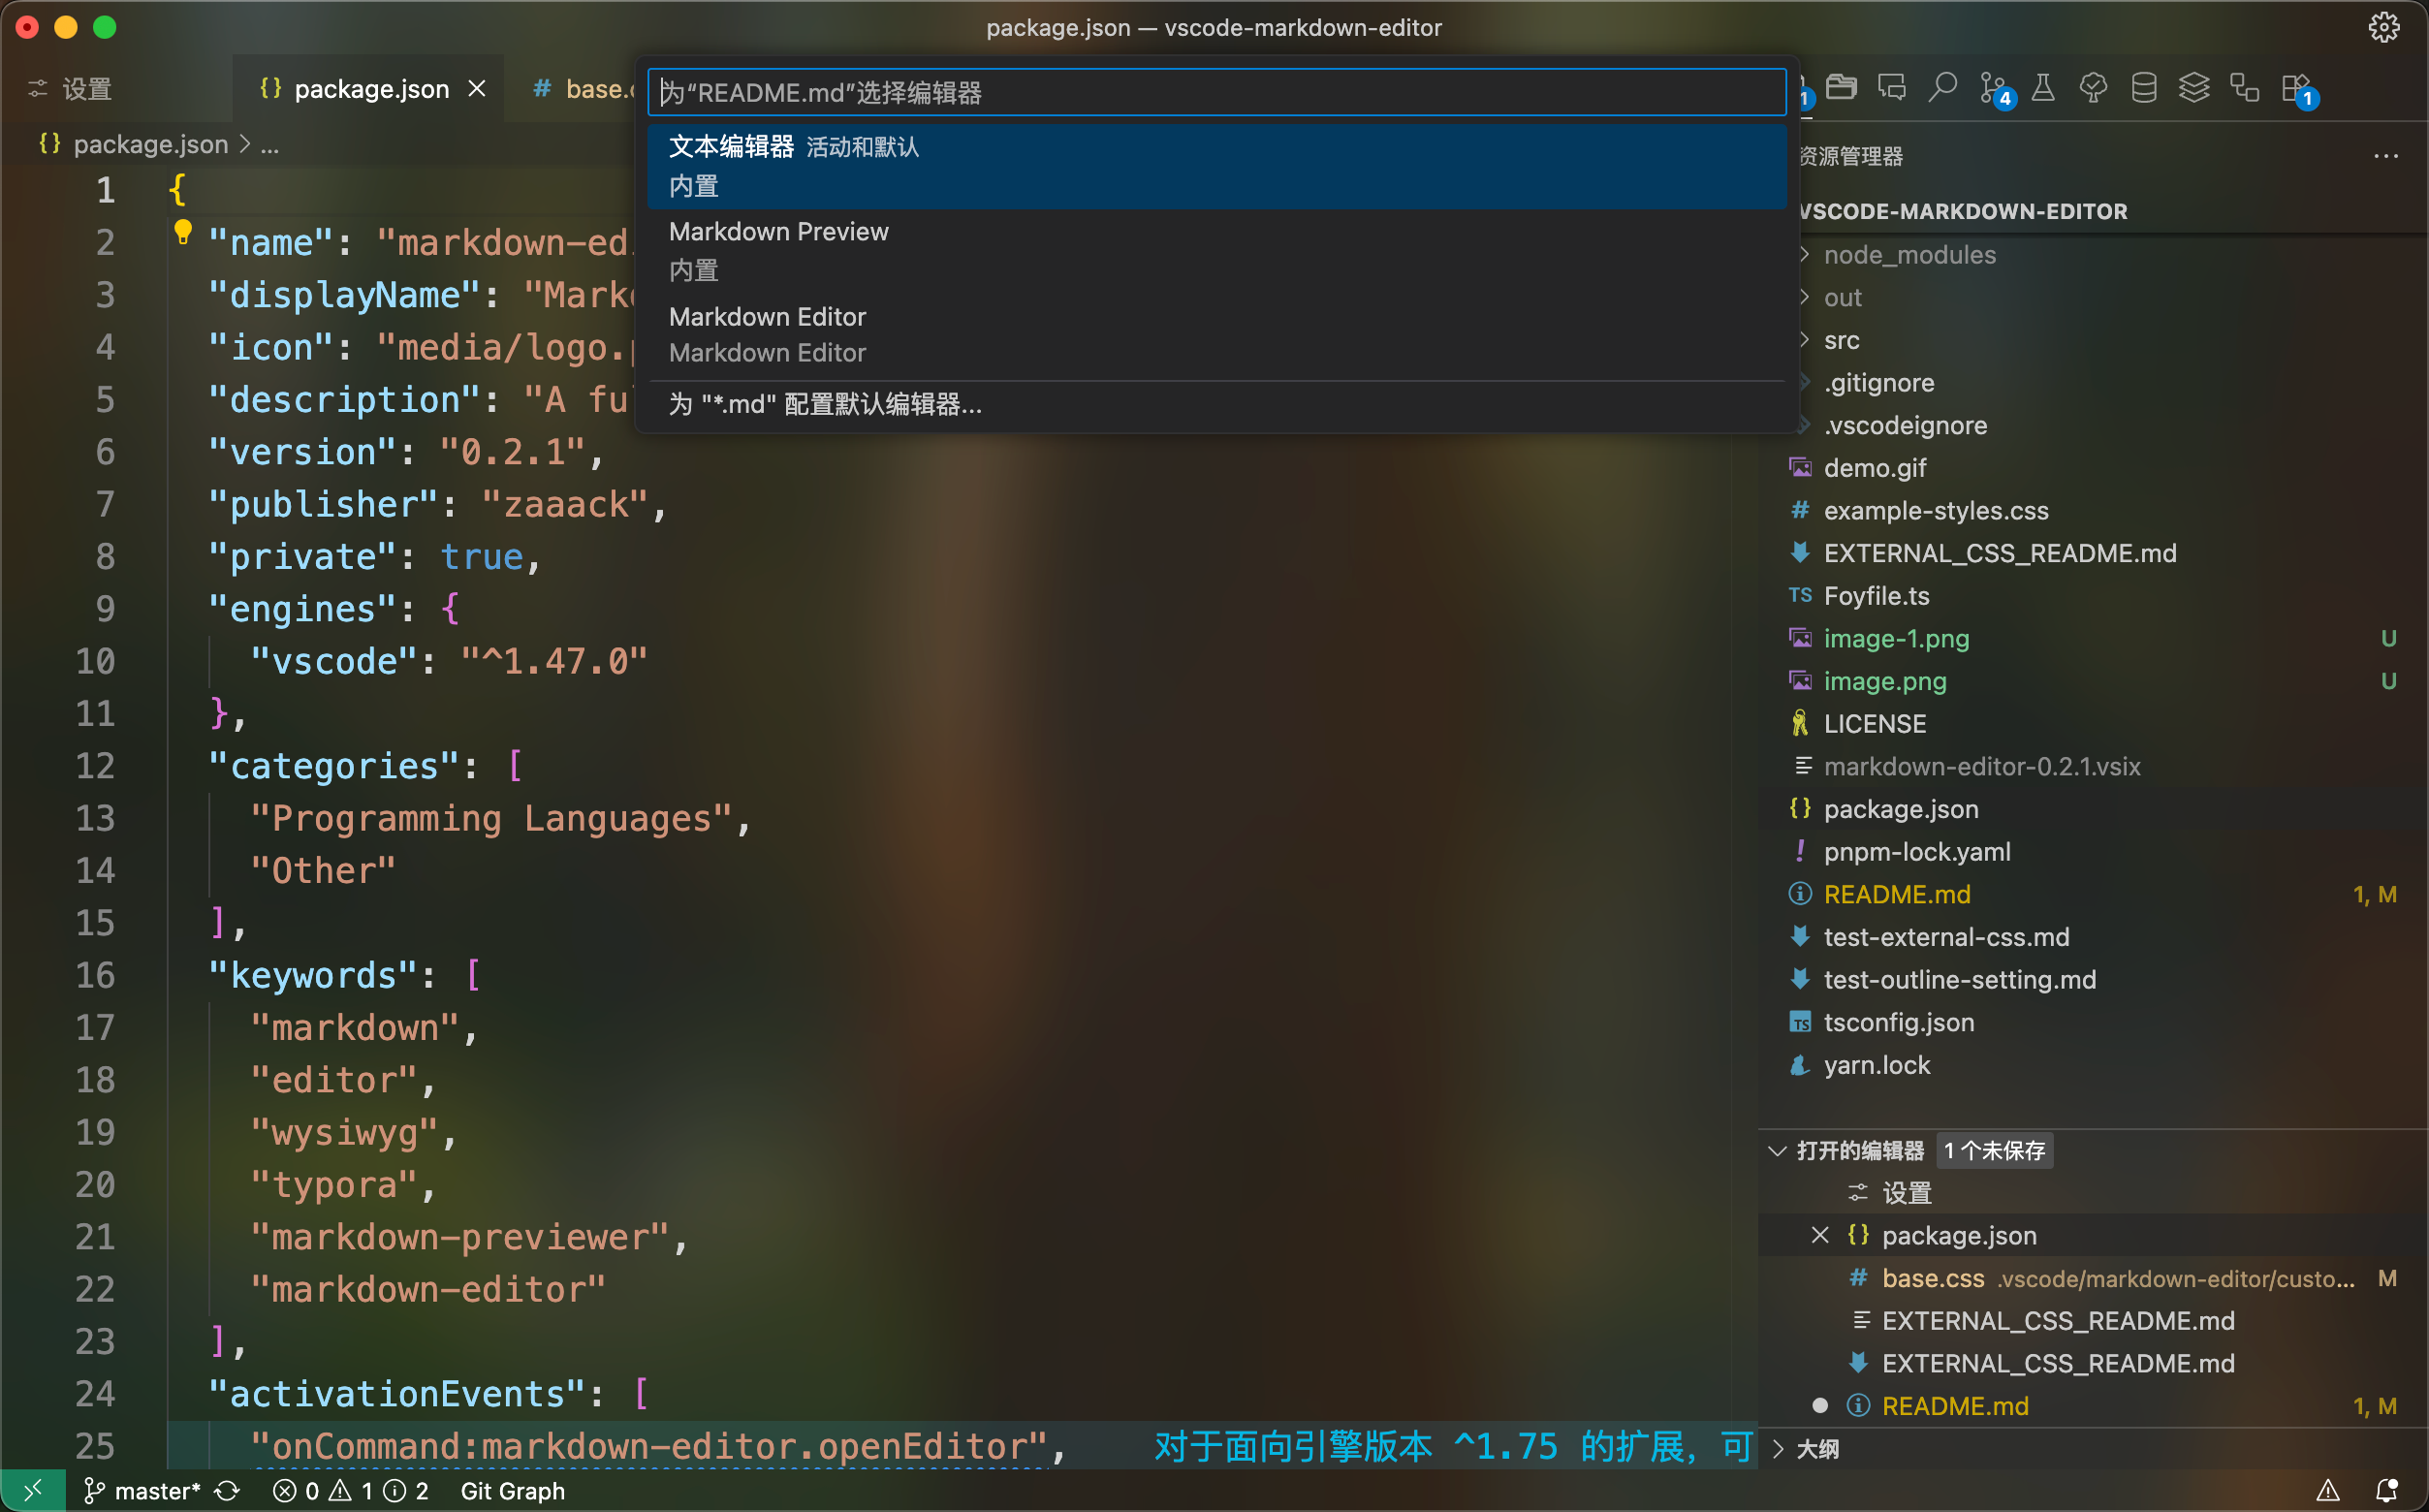 package.json — vscode-markdown-editor
设置
package.json
base.c
package.json > ...
为“README.md”选择编辑器
文本编辑器 活动和默认
内置
Markdown Preview
内置
Markdown Editor
Markdown Editor
为 "*.md" 配置默认编辑器...
1 {
2 "name": "markdown-ed
3 "displayName": "Mark
4 "icon": "media/logo.
5 "description": "A fu
6 "version": "0.2.1",
7 "publisher": "zaaack",
8 "private": true,
9 "engines": {
10 "vscode": "^1.47.0"
11 },
12 "categories": [
13 "Programming Languages",
14 "Other"
15 ],
16 "keywords": [
17 "markdown",
18 "editor",
19 "wysiwyg",
20 "typora",
21 "markdown-previewer",
22 "markdown-editor"
23 ],
24 "activationEvents": [
25 "onCommand:markdown-editor.openEditor", 对于面向引擎版本 ^1.75 的扩展, 可
1
4
1
资源管理器
VSCODE-MARKDOWN-EDITOR
node_modules
out
src
.gitignore
.vscodeignore
demo.gif
example-styles.css
EXTERNAL_CSS_README.md
TS Foyfile.ts
image-1.png U
image.png U
LICENSE
markdown-editor-0.2.1.vsix
package.json
pnpm-lock.yaml
README.md 1, M
test-external-css.md
test-outline-setting.md
tsconfig.json
yarn.lock
打开的编辑器 1 个未保存
设置
package.json
base.css .vscode/markdown-editor/custo... M
EXTERNAL_CSS_README.md
EXTERNAL_CSS_README.md
README.md 1, M
大纲
master* 0 1 2 Git Graph